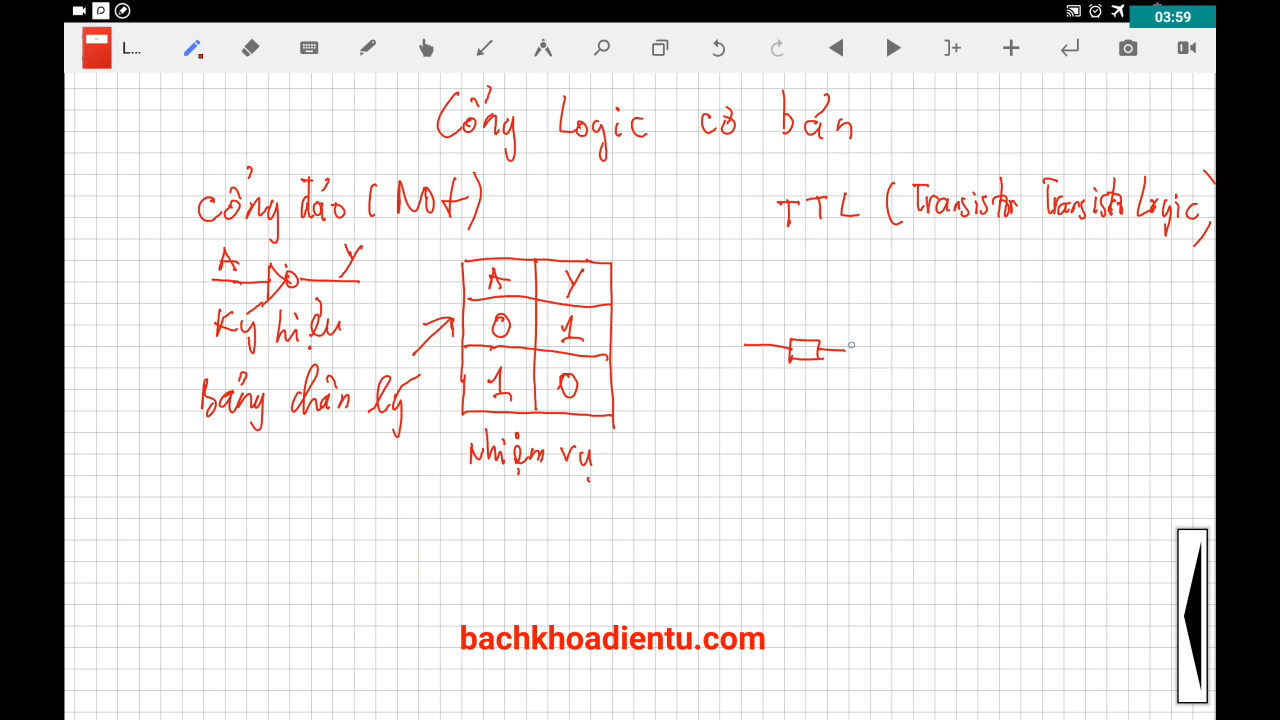 03:59
L...
Cổng Logic cơ bản
cổng đảo (Not)
TTL (Transistor Transistor Logic)
A Y
Ký hiệu
A Y
0 1
1 0
Bảng chân lý
Nhiệm vụ
bachkhoadientu.com